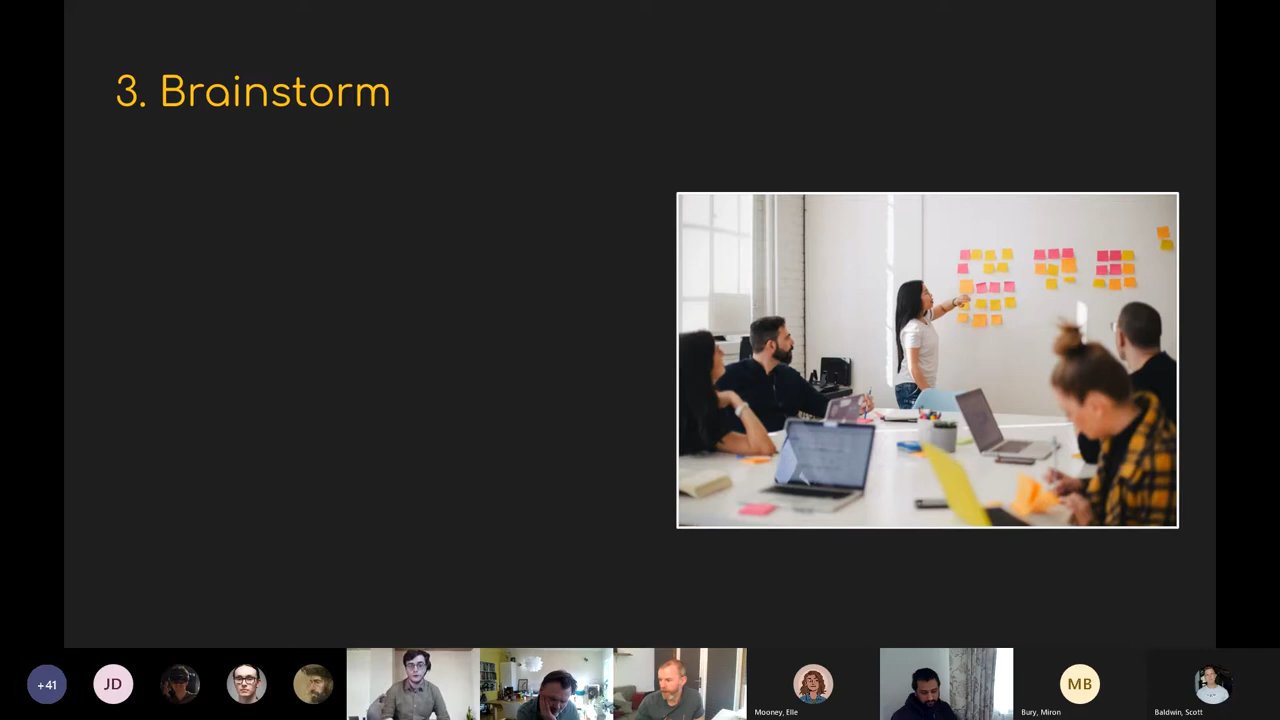 3. Brainstorm
+41
JD
Mooney, Elle
MB
Bury, Miron
Baldwin, Scott